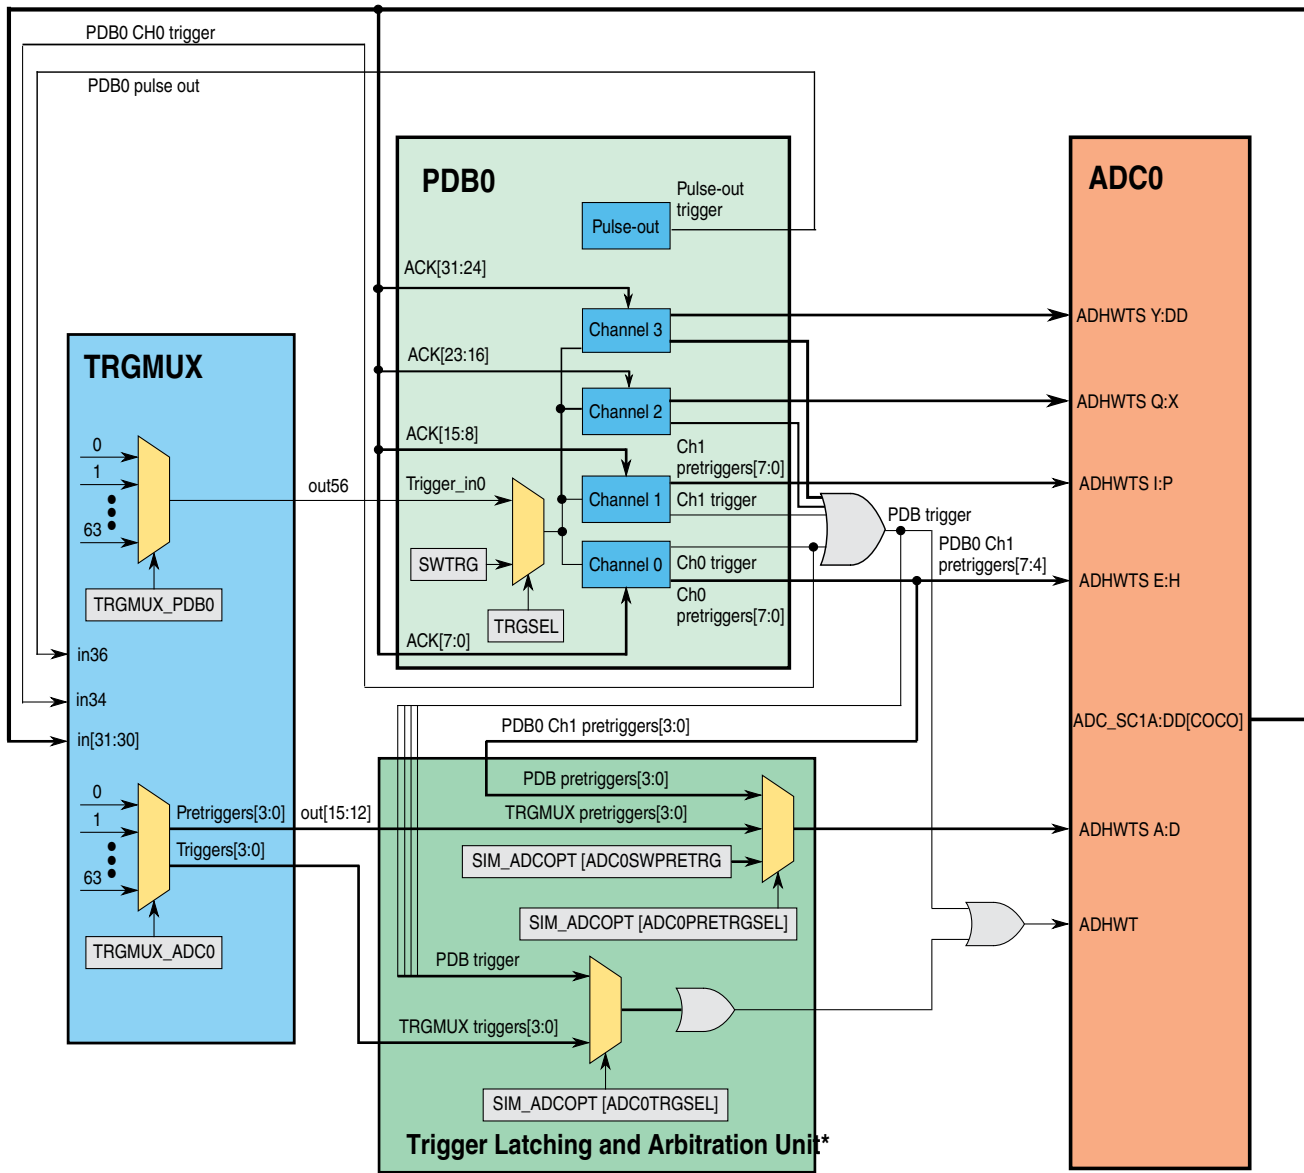 PDB0 CH0 trigger
PDB0 pulse out
PDB0
Pulse-out
trigger
Pulse-out
ACK[31:24]
Channel 3
ACK[23:16]
Channel 2
ACK[15:8]
Ch1
pretriggers[7:0]
Trigger_in0
Channel 1
Ch1 trigger
SWTRG
Channel 0
Ch0 trigger
Ch0
pretriggers[7:0]
TRGSEL
ACK[7:0]
PDB trigger
PDB0 Ch1
pretriggers[7:4]
ADC0
ADHWTS Y:DD
ADHWTS Q:X
ADHWTS I:P
ADHWTS E:H
ADC_SC1A:DD[COCO]
ADHWTS A:D
ADHWT
TRGMUX
0
1
63
out56
TRGMUX_PDB0
in36
in34
in[31:30]
0
1
63
Pretriggers[3:0]
out[15:12]
Triggers[3:0]
TRGMUX_ADC0
PDB0 Ch1 pretriggers[3:0]
PDB pretriggers[3:0]
TRGMUX pretriggers[3:0]
SIM_ADCOPT [ADC0SWPRETRG
SIM_ADCOPT [ADC0PRETRGSEL]
PDB trigger
TRGMUX triggers[3:0]
SIM_ADCOPT [ADC0TRGSEL]
Trigger Latching and Arbitration Unit*